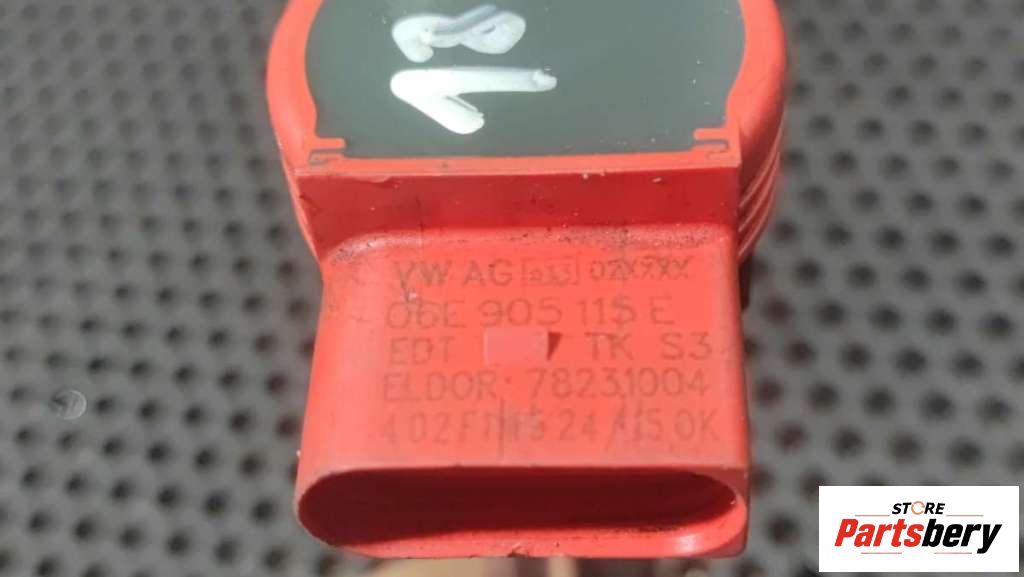 18
VW AG
06E 905 115 E
EDT TK S3
ELDOR: 78231004
STORE
Partsbery